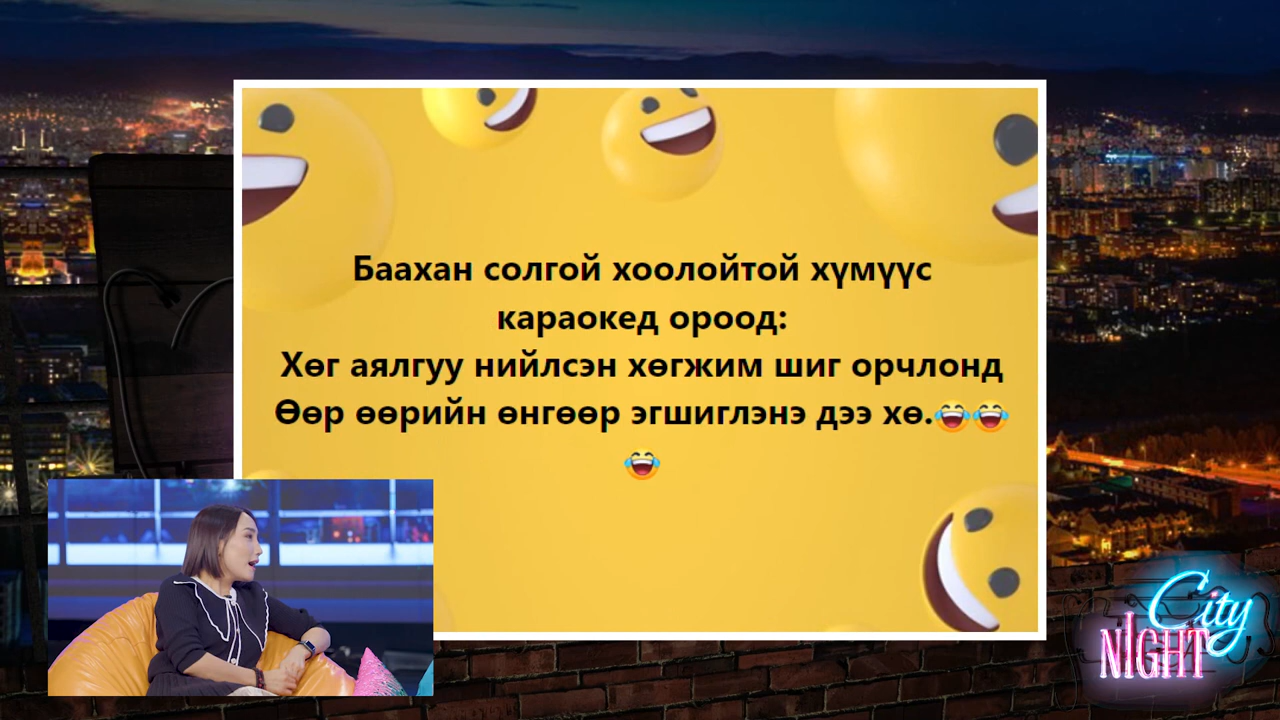 Баахан солгой хоолойтой хүмүүс
караокед ороод:
Хөг аялгуу нийлсэн хөгжим шиг орчлонд
Өөр өөрийн өнгөөр эгшиглэнэ дээ хө.😂😂
😂
City
NIGHT